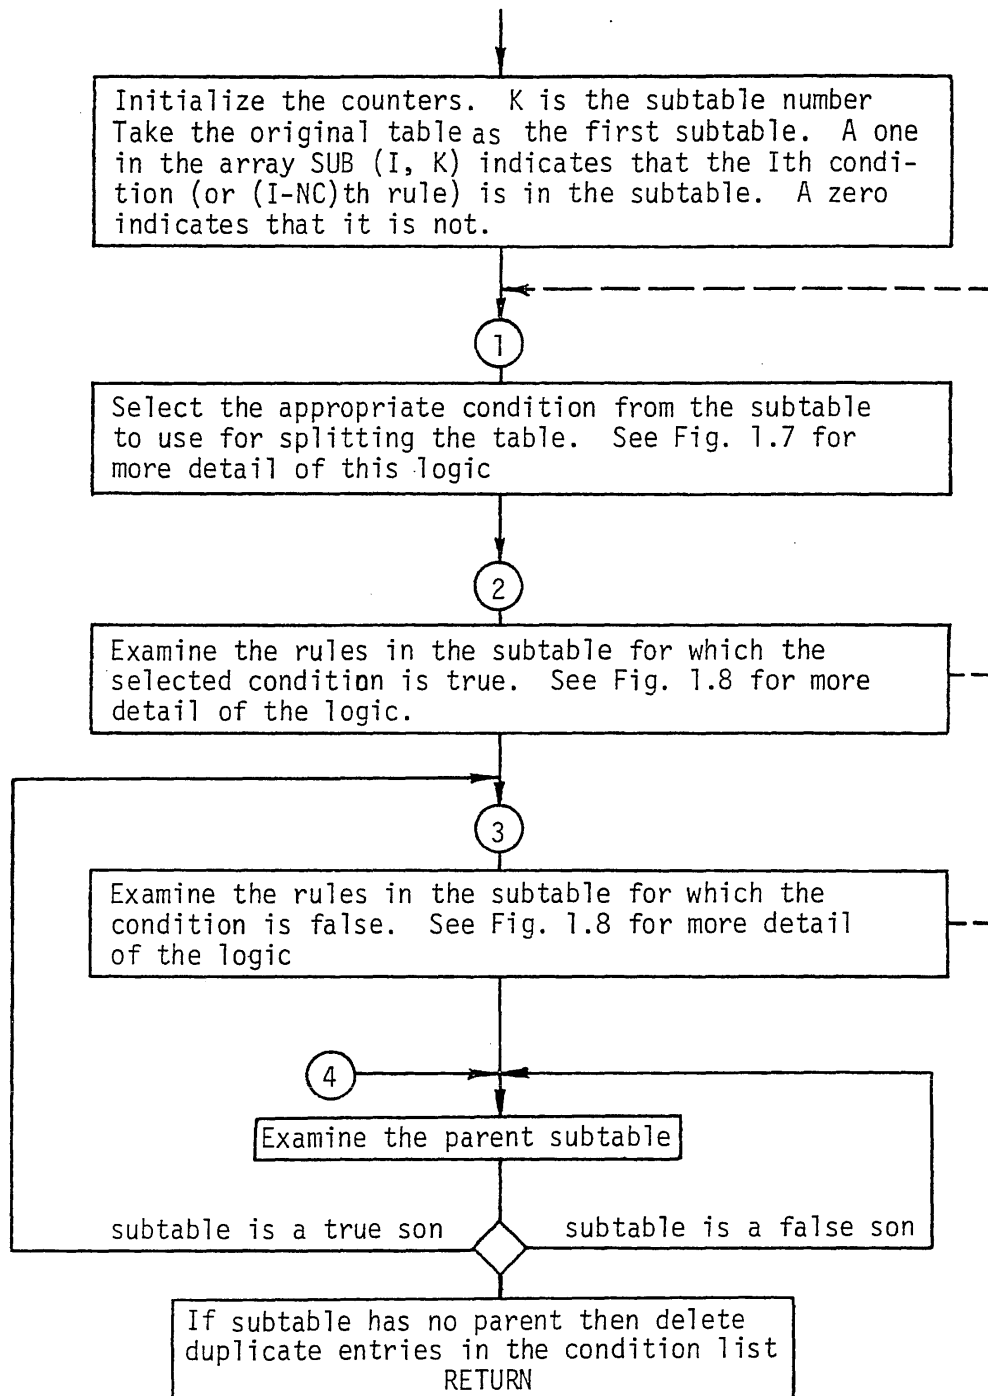 Initialize the counters. K is the subtable number
Take the original table as the first subtable. A one
in the array SUB (I, K) indicates that the Ith condi-
tion (or (I-NC)th rule) is in the subtable. A zero
indicates that it is not.
1
Select the appropriate condition from the subtable
to use for splitting the table. See Fig. 1.7 for
more detail of this logic
2
Examine the rules in the subtable for which the
selected condition is true. See Fig. 1.8 for more
detail of the logic.
3
Examine the rules in the subtable for which the
condition is false. See Fig. 1.8 for more detail
of the logic
4
Examine the parent subtable
subtable is a true son
subtable is a false son
If subtable has no parent then delete
duplicate entries in the condition list
RETURN